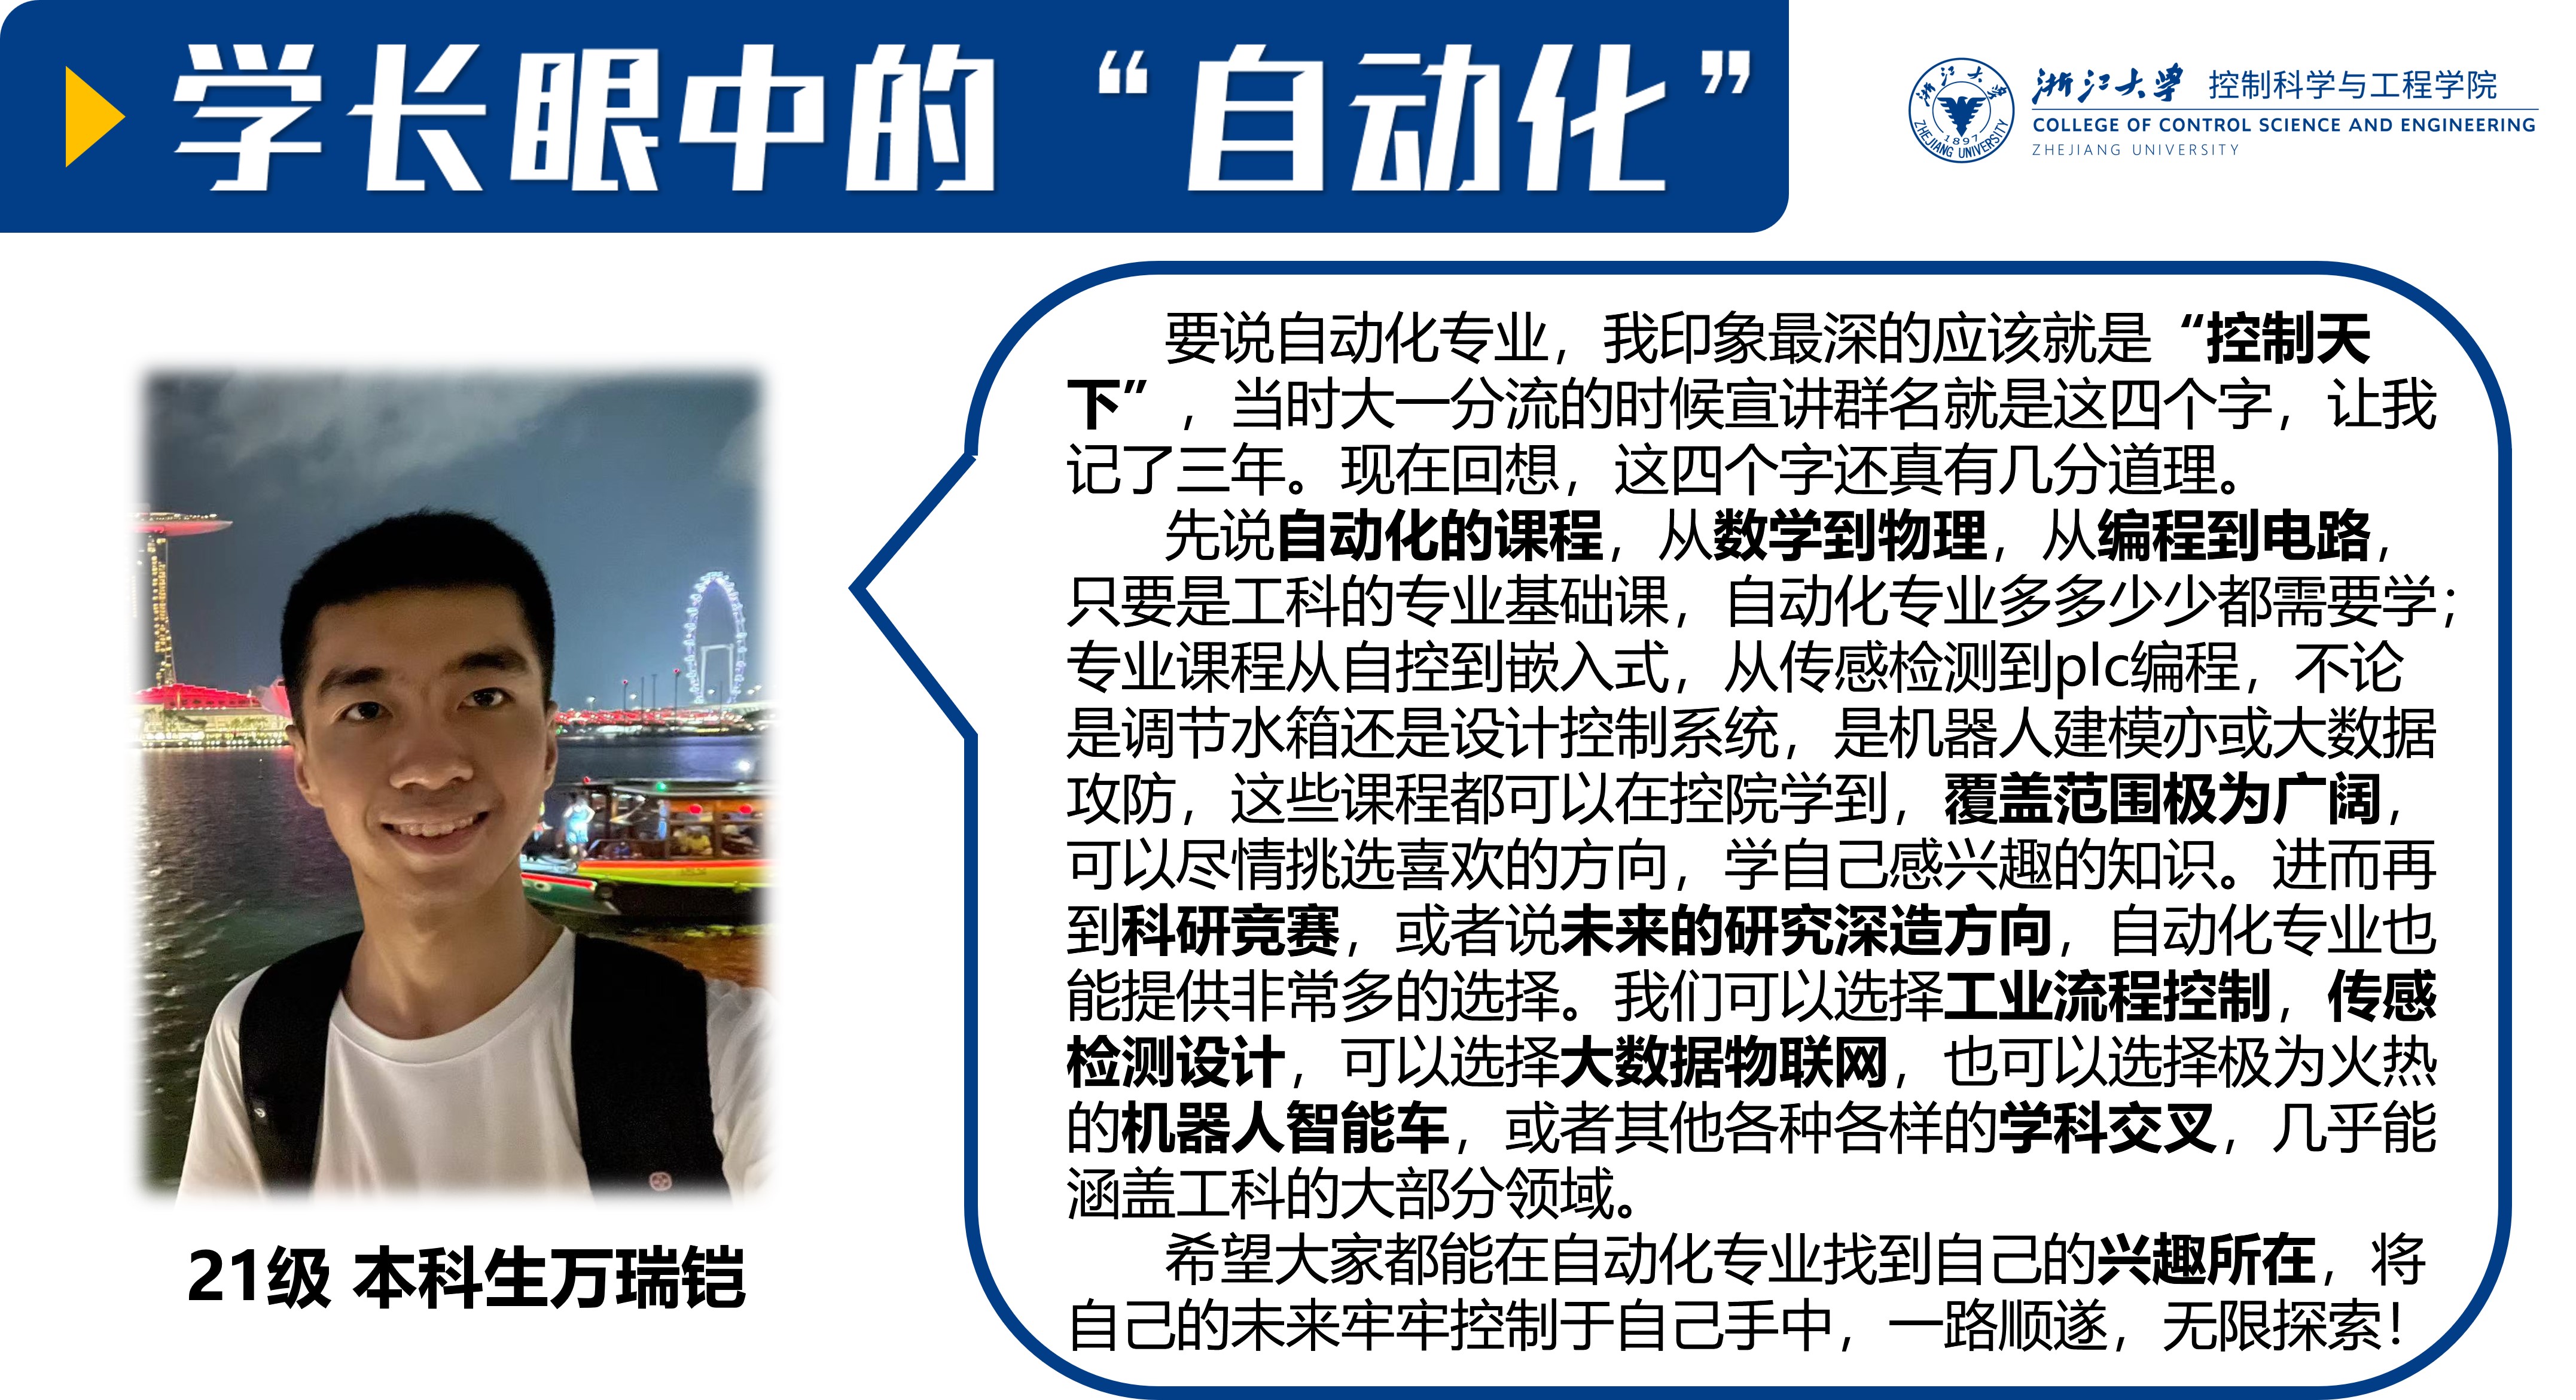 学长眼中的“自动化”
浙江大学
1897
ZHEJIANG UNIVERSITY
浙江大学 控制科学与工程学院
COLLEGE OF CONTROL SCIENCE AND ENGINEERING
ZHEJIANG UNIVERSITY
要说自动化专业，我印象最深的应该就是“控制天
下”，当时大一分流的时候宣讲群名就是这四个字，让我
记了三年。现在回想，这四个字还真有几分道理。
先说自动化的课程，从数学到物理，从编程到电路，
只要是工科的专业基础课，自动化专业多多少少都需要学；
专业课程从自控到嵌入式，从传感检测到plc编程，不论
是调节水箱还是设计控制系统，是机器人建模亦或大数据
攻防，这些课程都可以在控院学到，覆盖范围极为广阔，
可以尽情挑选喜欢的方向，学自己感兴趣的知识。进而再
到科研竞赛，或者说未来的研究深造方向，自动化专业也
能提供非常多的选择。我们可以选择工业流程控制，传感
检测设计，可以选择大数据物联网，也可以选择极为火热
的机器人智能车，或者其他各种各样的学科交叉，几乎能
涵盖工科的大部分领域。
希望大家都能在自动化专业找到自己的兴趣所在，将
自己的未来牢牢控制于自己手中，一路顺遂，无限探索！
21级 本科生万瑞铠